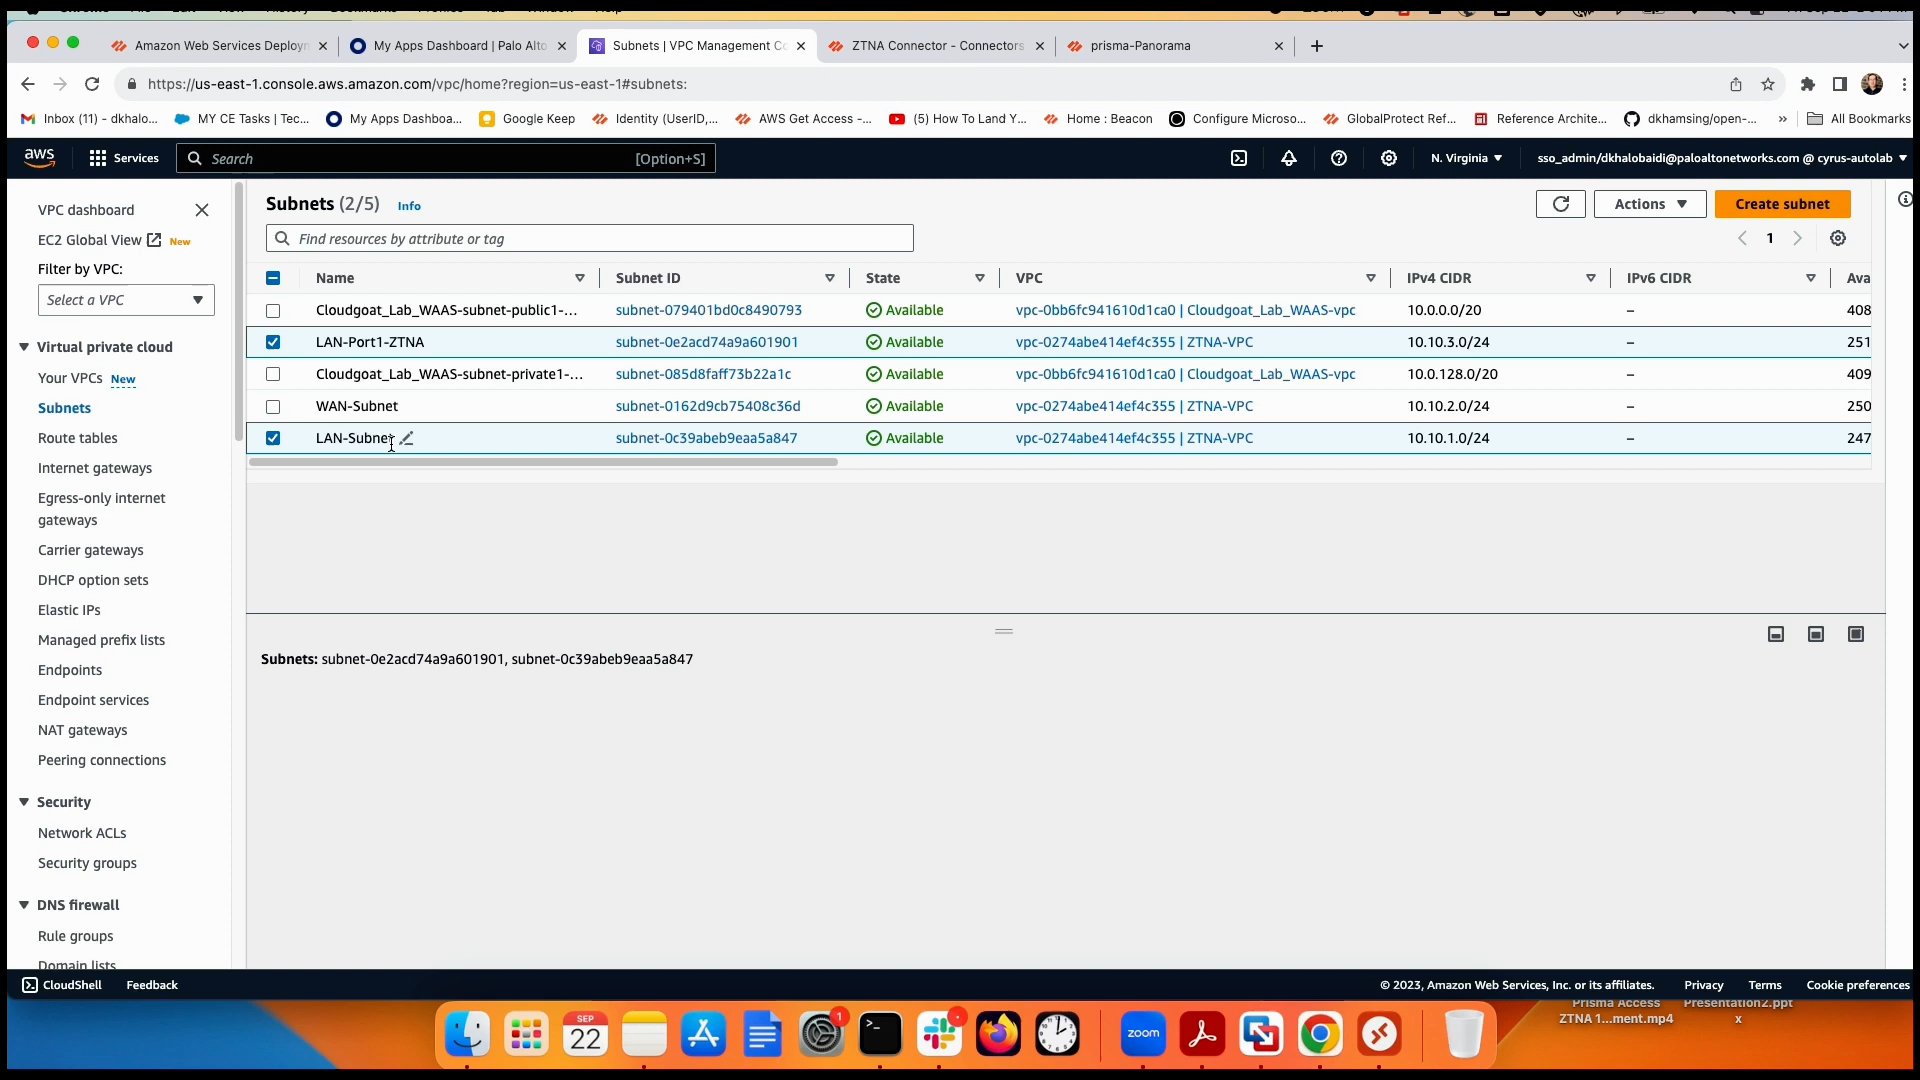 Amazon Web Services Deployn
My Apps Dashboard | Palo Alto
Subnets | VPC Management Co
ZTNA Connector - Connectors
prisma-Panorama
https://us-east-1.console.aws.amazon.com/vpc/home?region=us-east-1#subnets:
Inbox (11) - dkhalo...
MY CE Tasks | Tec...
My Apps Dashboa...
Google Keep
Identity (UserID,...
AWS Get Access -...
(5) How To Land Y...
Home : Beacon
Configure Microso...
GlobalProtect Ref...
Reference Archite...
dkhamsing/open-...
»
All Bookmarks
aws
Services
Search
[Option+S]
N. Virginia
sso_admin/dkhalobaidi@paloaltonetworks.com @ cyrus-autolab
VPC dashboard
EC2 Global View New
Filter by VPC:
Select a VPC
Virtual private cloud
Your VPCs New
Subnets
Route tables
Internet gateways
Egress-only internet
gateways
Carrier gateways
DHCP option sets
Elastic IPs
Managed prefix lists
Endpoints
Endpoint services
NAT gateways
Peering connections
Security
Network ACLs
Security groups
DNS firewall
Rule groups
Domain lists
Subnets (2/5) Info
Actions
Create subnet
Find resources by attribute or tag
1
Name Subnet ID State VPC IPv4 CIDR IPv6 CIDR Ava
Cloudgoat_Lab_WAAS-subnet-public1-... subnet-079401bd0c8490793 Available vpc-0bb6fc941610d1ca0 | Cloudgoat_Lab_WAAS-vpc 10.0.0.0/20 – 408
LAN-Port1-ZTNA subnet-0e2acd74a9a601901 Available vpc-0274abe414ef4c355 | ZTNA-VPC 10.10.3.0/24 – 251
Cloudgoat_Lab_WAAS-subnet-private1-... subnet-085d8faff73b22a1c Available vpc-0bb6fc941610d1ca0 | Cloudgoat_Lab_WAAS-vpc 10.0.128.0/20 – 409
WAN-Subnet subnet-0162d9cb75408c36d Available vpc-0274abe414ef4c355 | ZTNA-VPC 10.10.2.0/24 – 250
LAN-Subnet subnet-0c39abeb9eaa5a847 Available vpc-0274abe414ef4c355 | ZTNA-VPC 10.10.1.0/24 – 247
Subnets: subnet-0e2acd74a9a601901, subnet-0c39abeb9eaa5a847
CloudShell
Feedback
© 2023, Amazon Web Services, Inc. or its affiliates.
Privacy
Terms
Cookie preferences
Prisma Access
ZTNA 1...ment.mp4
Presentation2.ppt
x
SEP
22
1
zoom